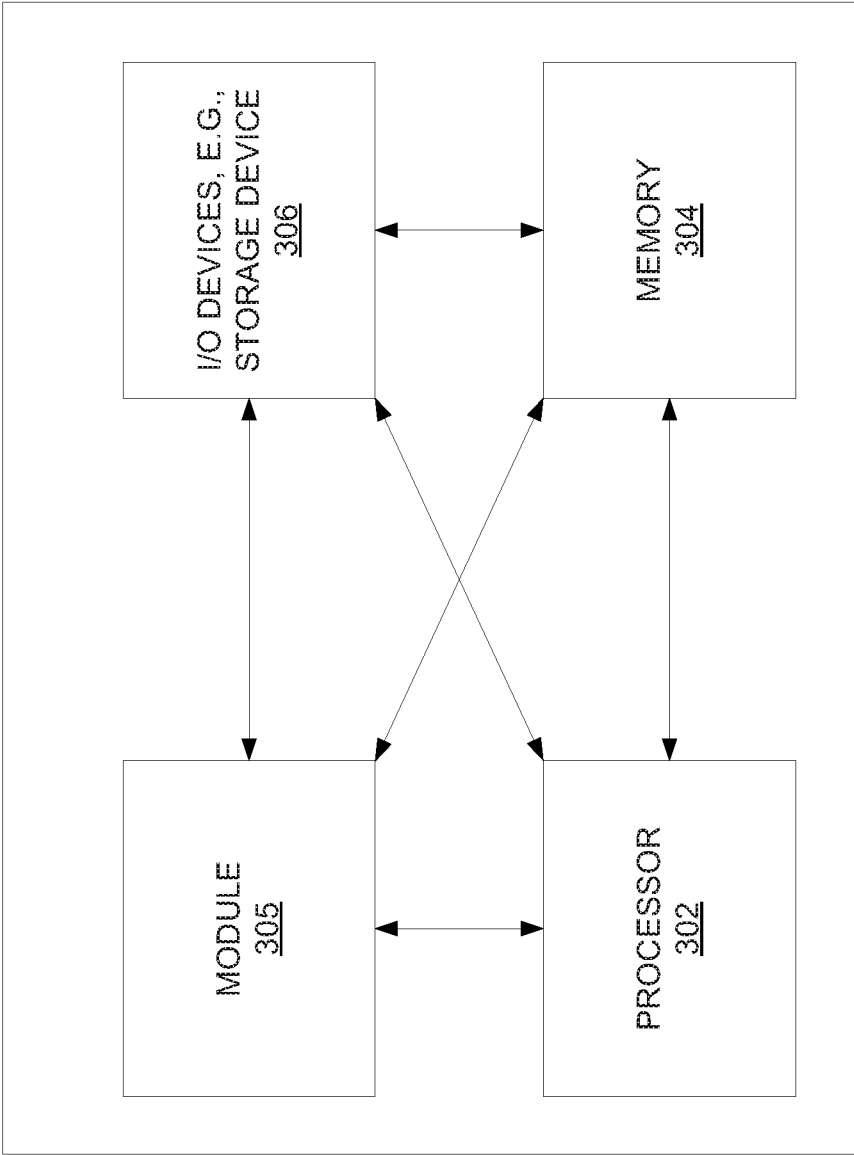 MODULE
305
I/O DEVICES, E.G.,
STORAGE DEVICE
306
PROCESSOR
302
MEMORY
304